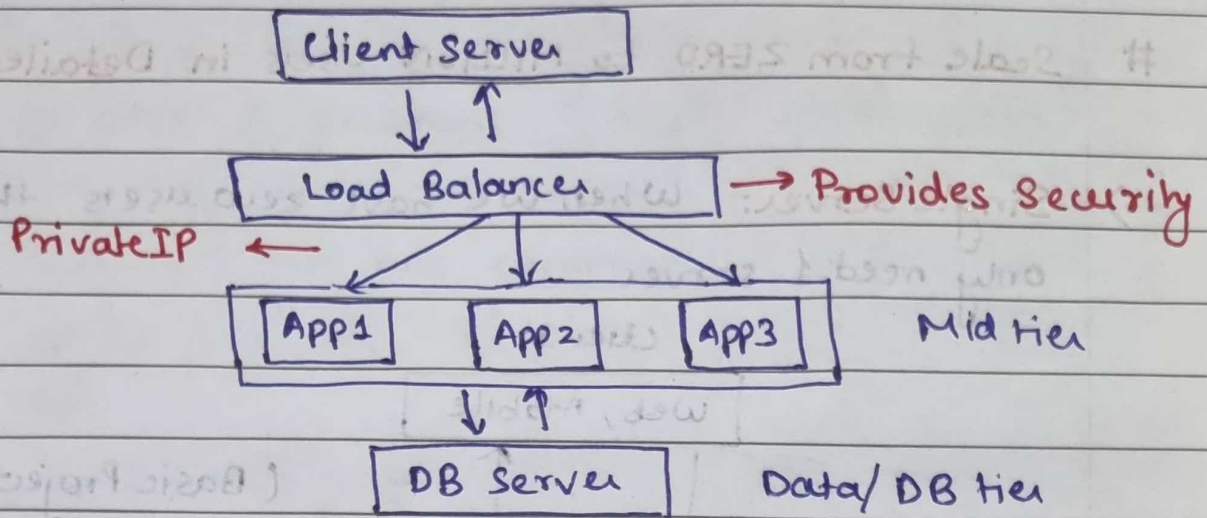 Client Server
Load Balancer → Provides Security
PrivateIP ←
App1 App2 App3 Mid tier
DB Server Data/DB tier